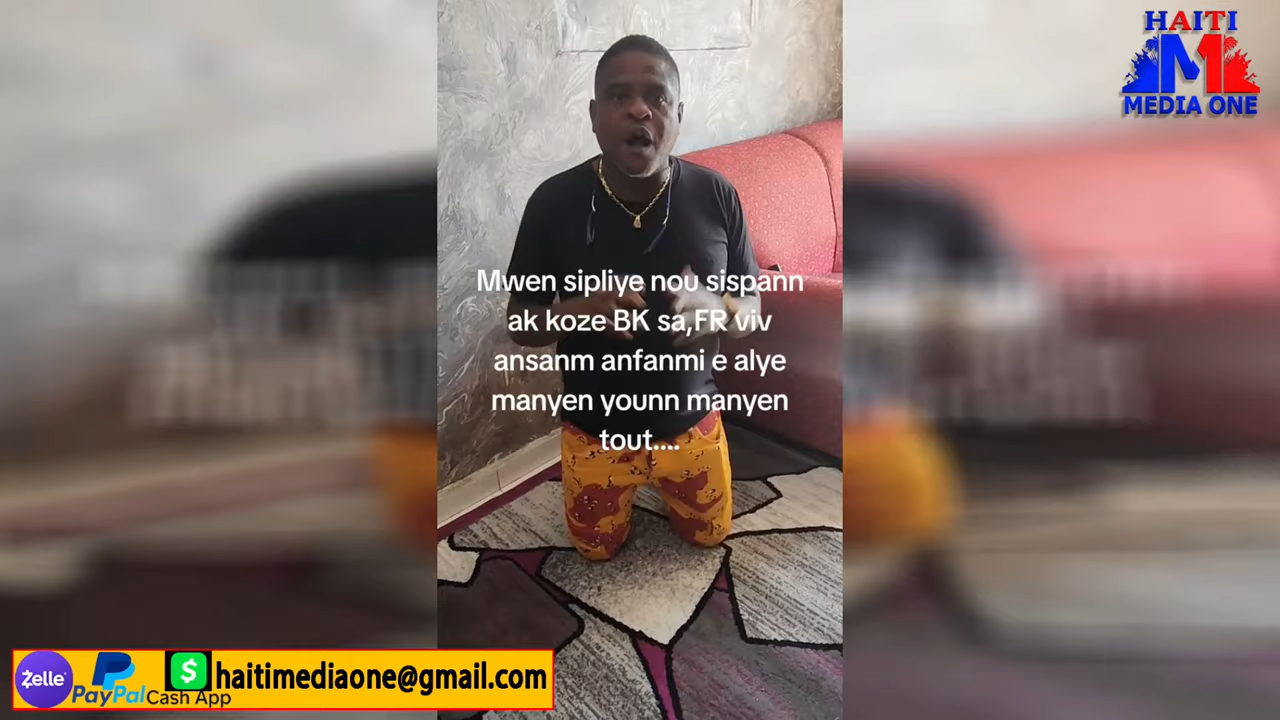 HAITI
M
MEDIA ONE
Mwen sipliye nou sispann
ak koze BK sa,FR viv
ansanm anfanmi e alye
manyen younn manyen
tout....
Zelle
PayPal
$
Cash App
haitimediaone@gmail.com